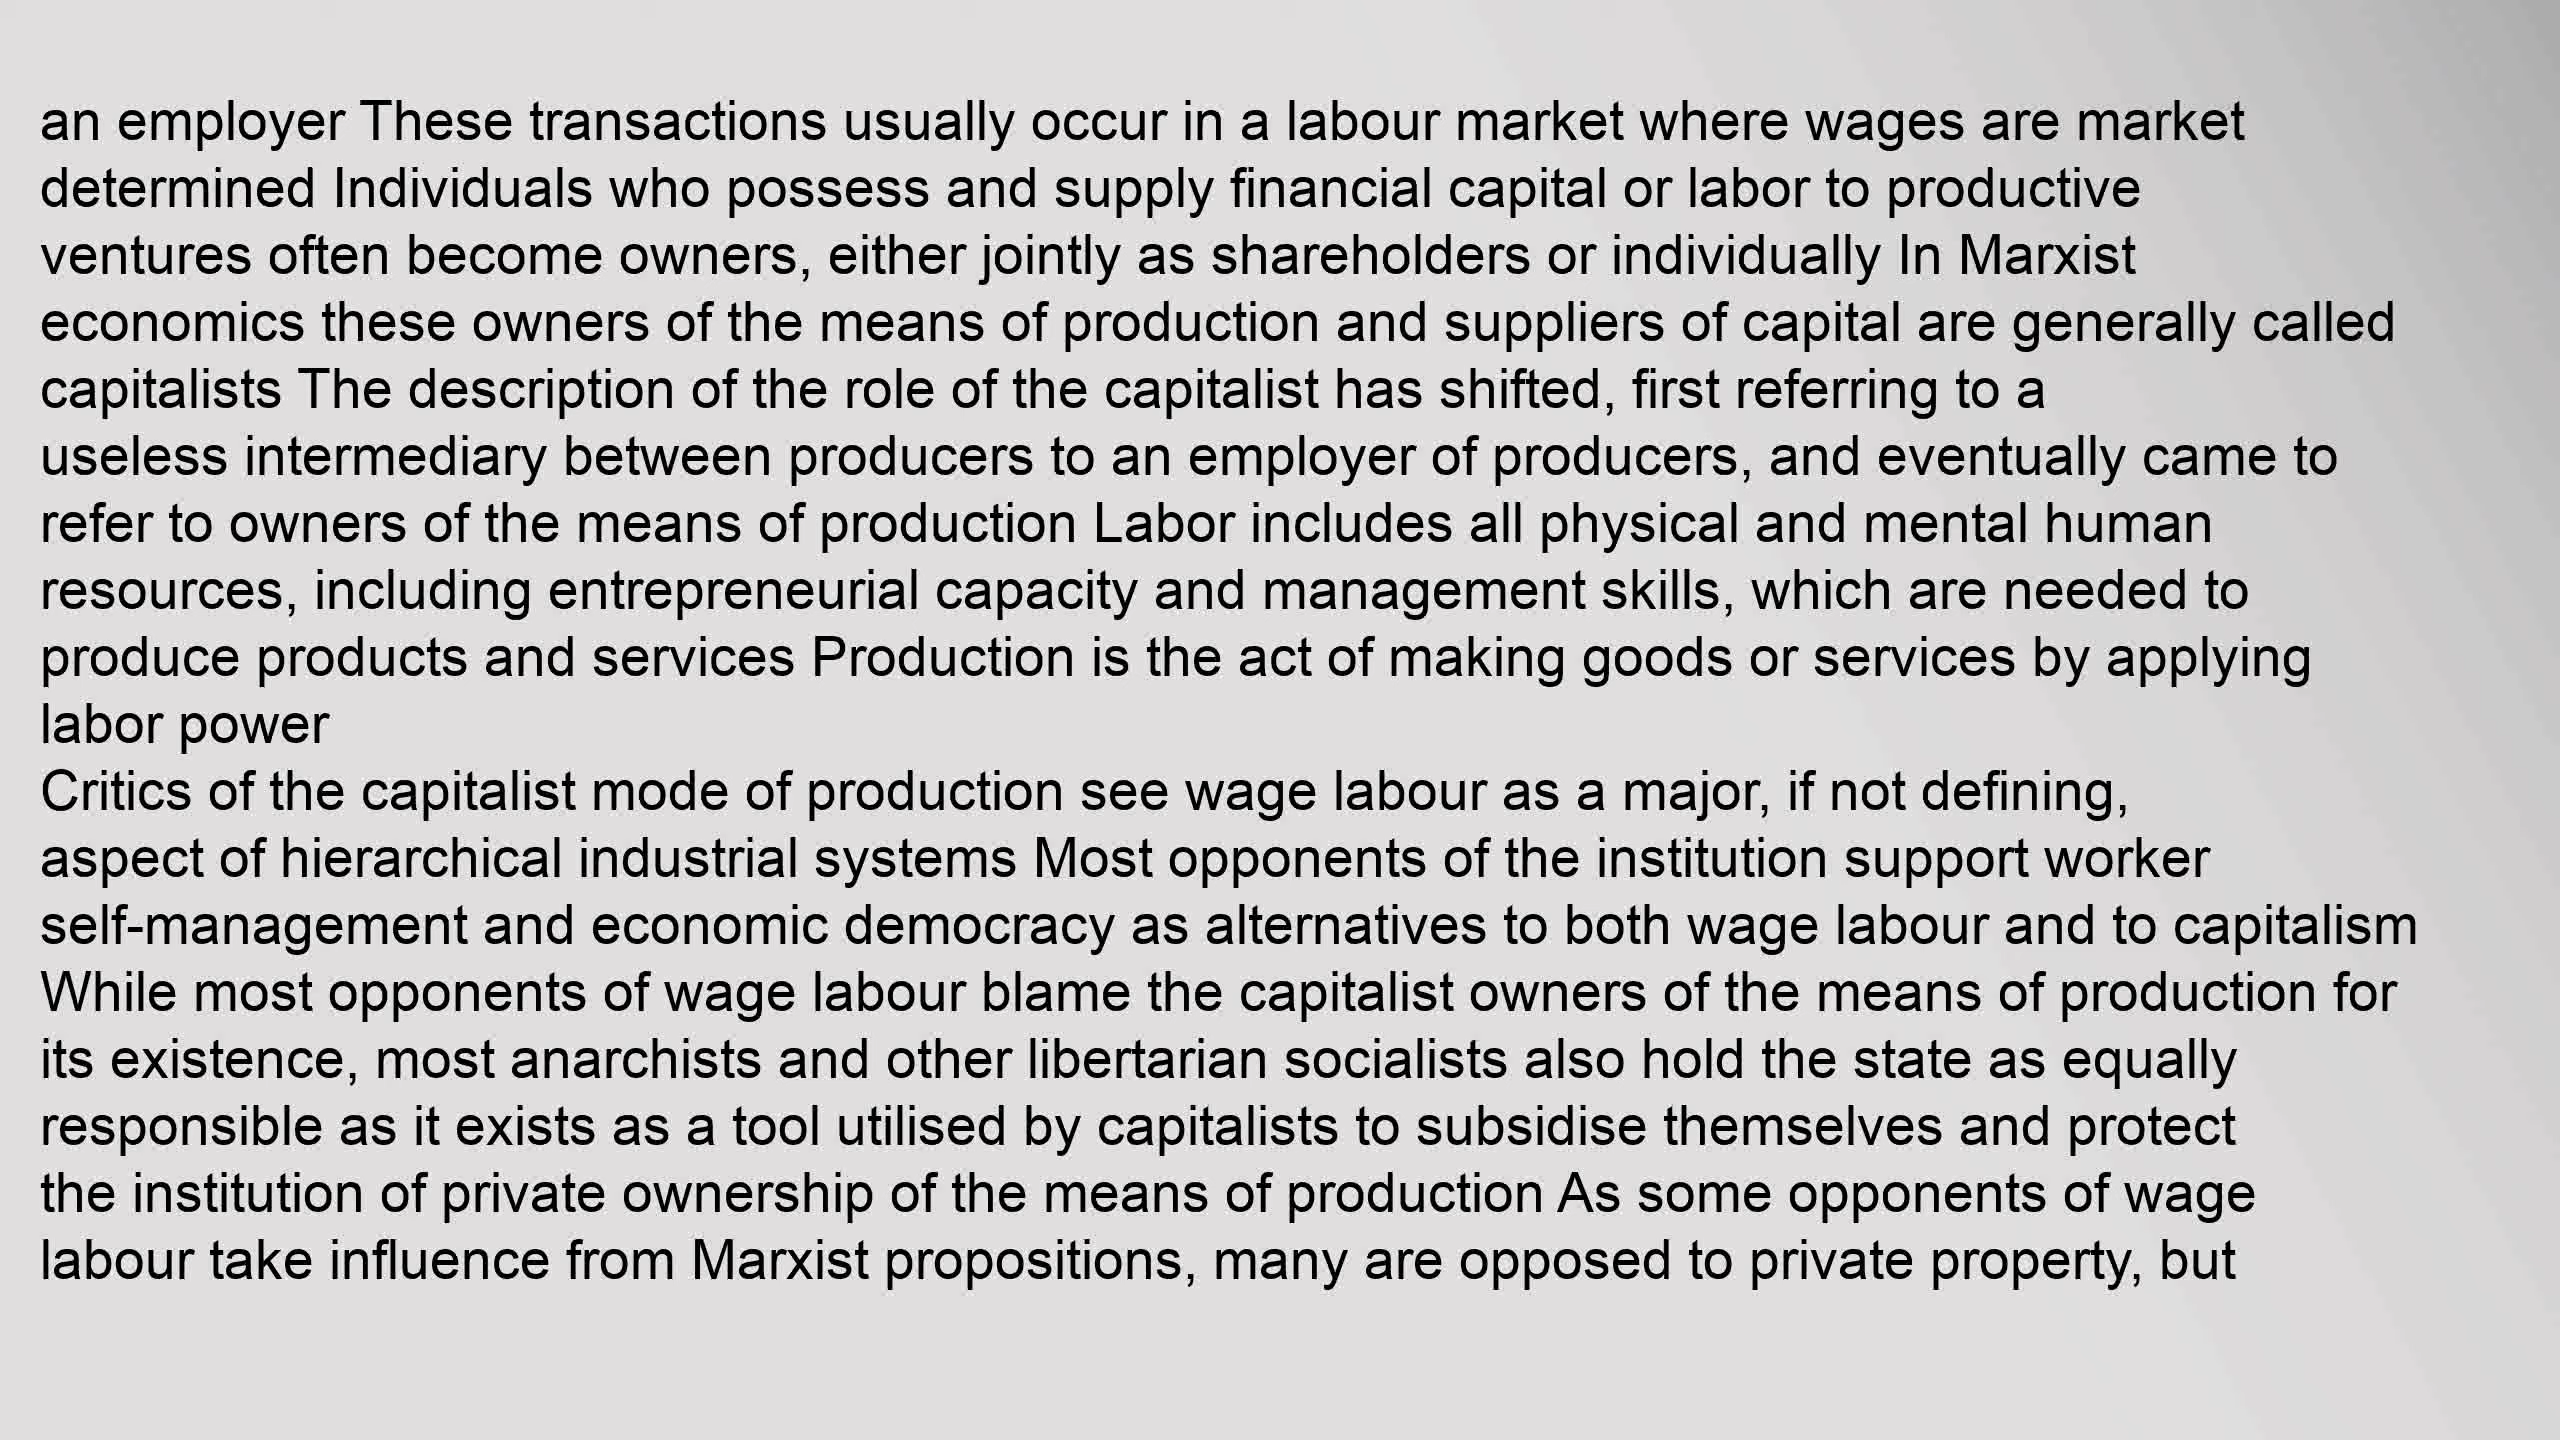 an employer These transactions usually occur in a labour market where wages are market
determined Individuals who possess and supply financial capital or labor to productive
ventures often become owners, either jointly as shareholders or individually In Marxist
economics these owners of the means of production and suppliers of capital are generally called
capitalists The description of the role of the capitalist has shifted, first referring to a
useless intermediary between producers to an employer of producers, and eventually came to
refer to owners of the means of production Labor includes all physical and mental human
resources, including entrepreneurial capacity and management skills, which are needed to
produce products and services Production is the act of making goods or services by applying
labor power
Critics of the capitalist mode of production see wage labour as a major, if not defining,
aspect of hierarchical industrial systems Most opponents of the institution support worker
self-management and economic democracy as alternatives to both wage labour and to capitalism
While most opponents of wage labour blame the capitalist owners of the means of production for
its existence, most anarchists and other libertarian socialists also hold the state as equally
responsible as it exists as a tool utilised by capitalists to subsidise themselves and protect
the institution of private ownership of the means of production As some opponents of wage
labour take influence from Marxist propositions, many are opposed to private property, but